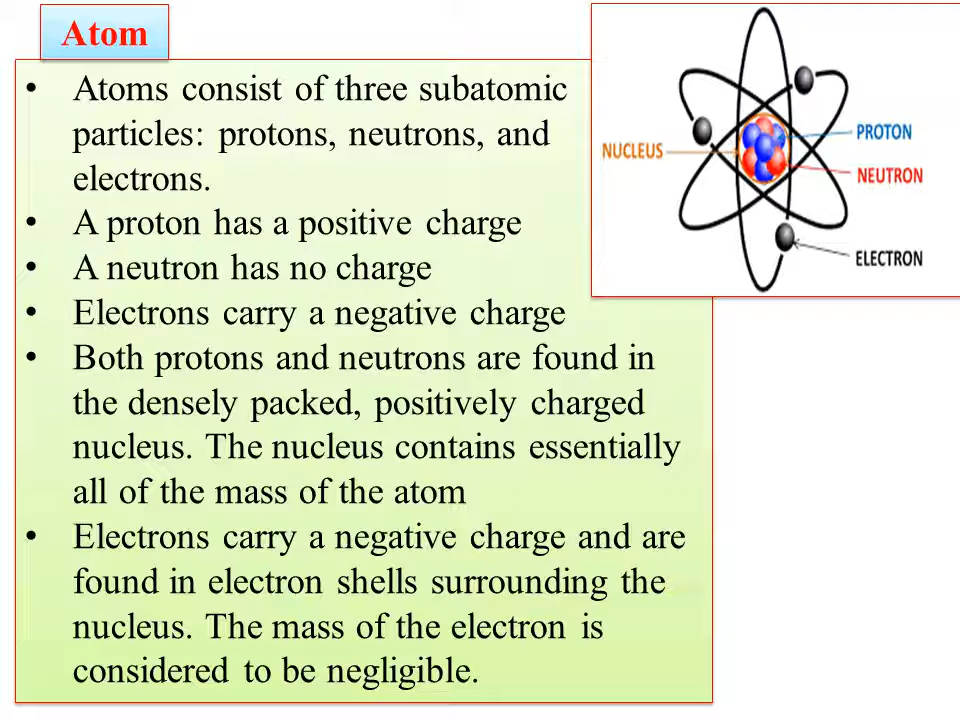 Atom
• Atoms consist of three subatomic
particles: protons, neutrons, and
electrons.
• A proton has a positive charge
• A neutron has no charge
• Electrons carry a negative charge
• Both protons and neutrons are found in
the densely packed, positively charged
nucleus. The nucleus contains essentially
all of the mass of the atom
• Electrons carry a negative charge and are
found in electron shells surrounding the
nucleus. The mass of the electron is
considered to be negligible.
NUCLEUS
PROTON
NEUTRON
ELECTRON